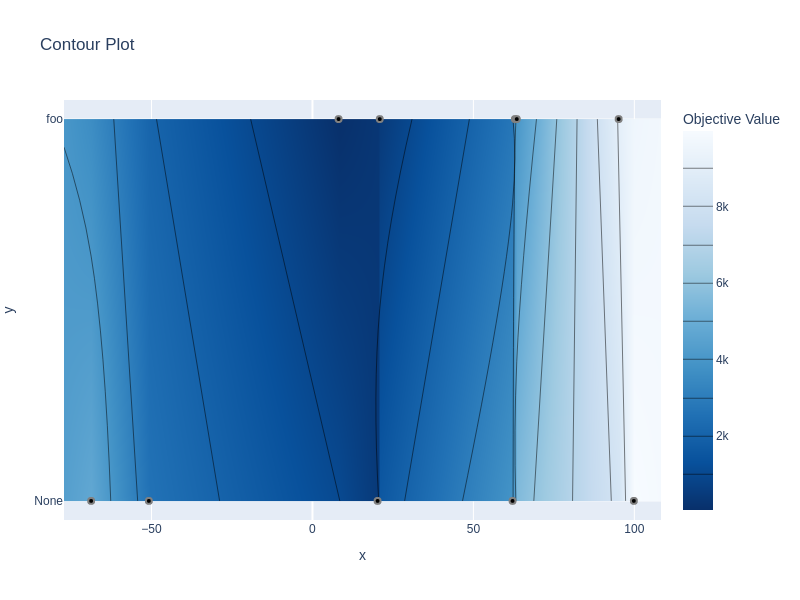 Contour Plot
Objective Value
foo
None
y
−50
0
50
100
x
8k
6k
4k
2k